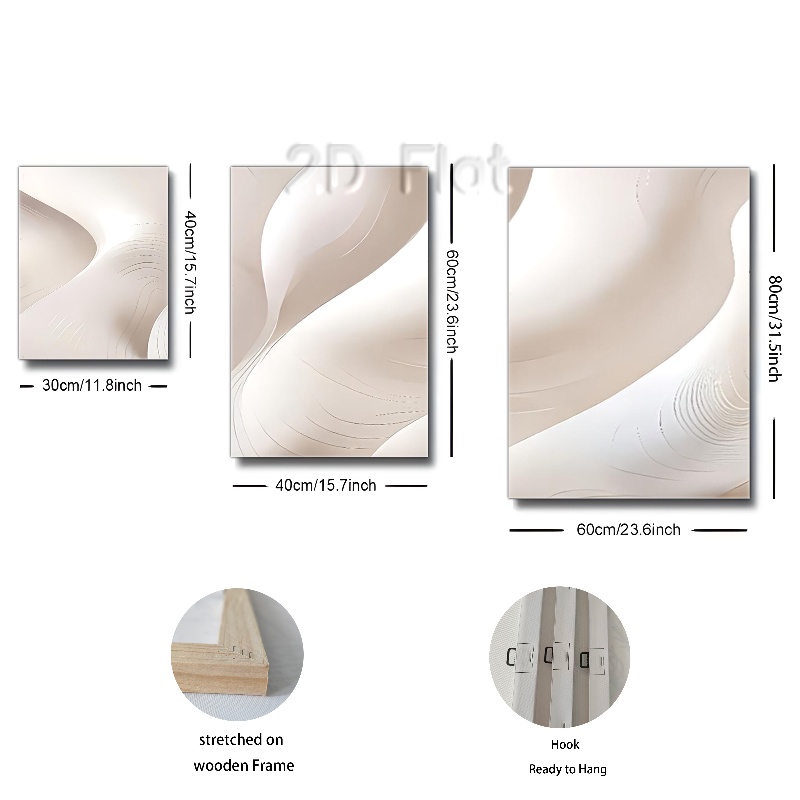 2D Flat
40cm/15.7inch
30cm/11.8inch
60cm/23.6inch
40cm/15.7inch
80cm/31.5inch
60cm/23.6inch
stretched on
wooden Frame
Hook
Ready to Hang